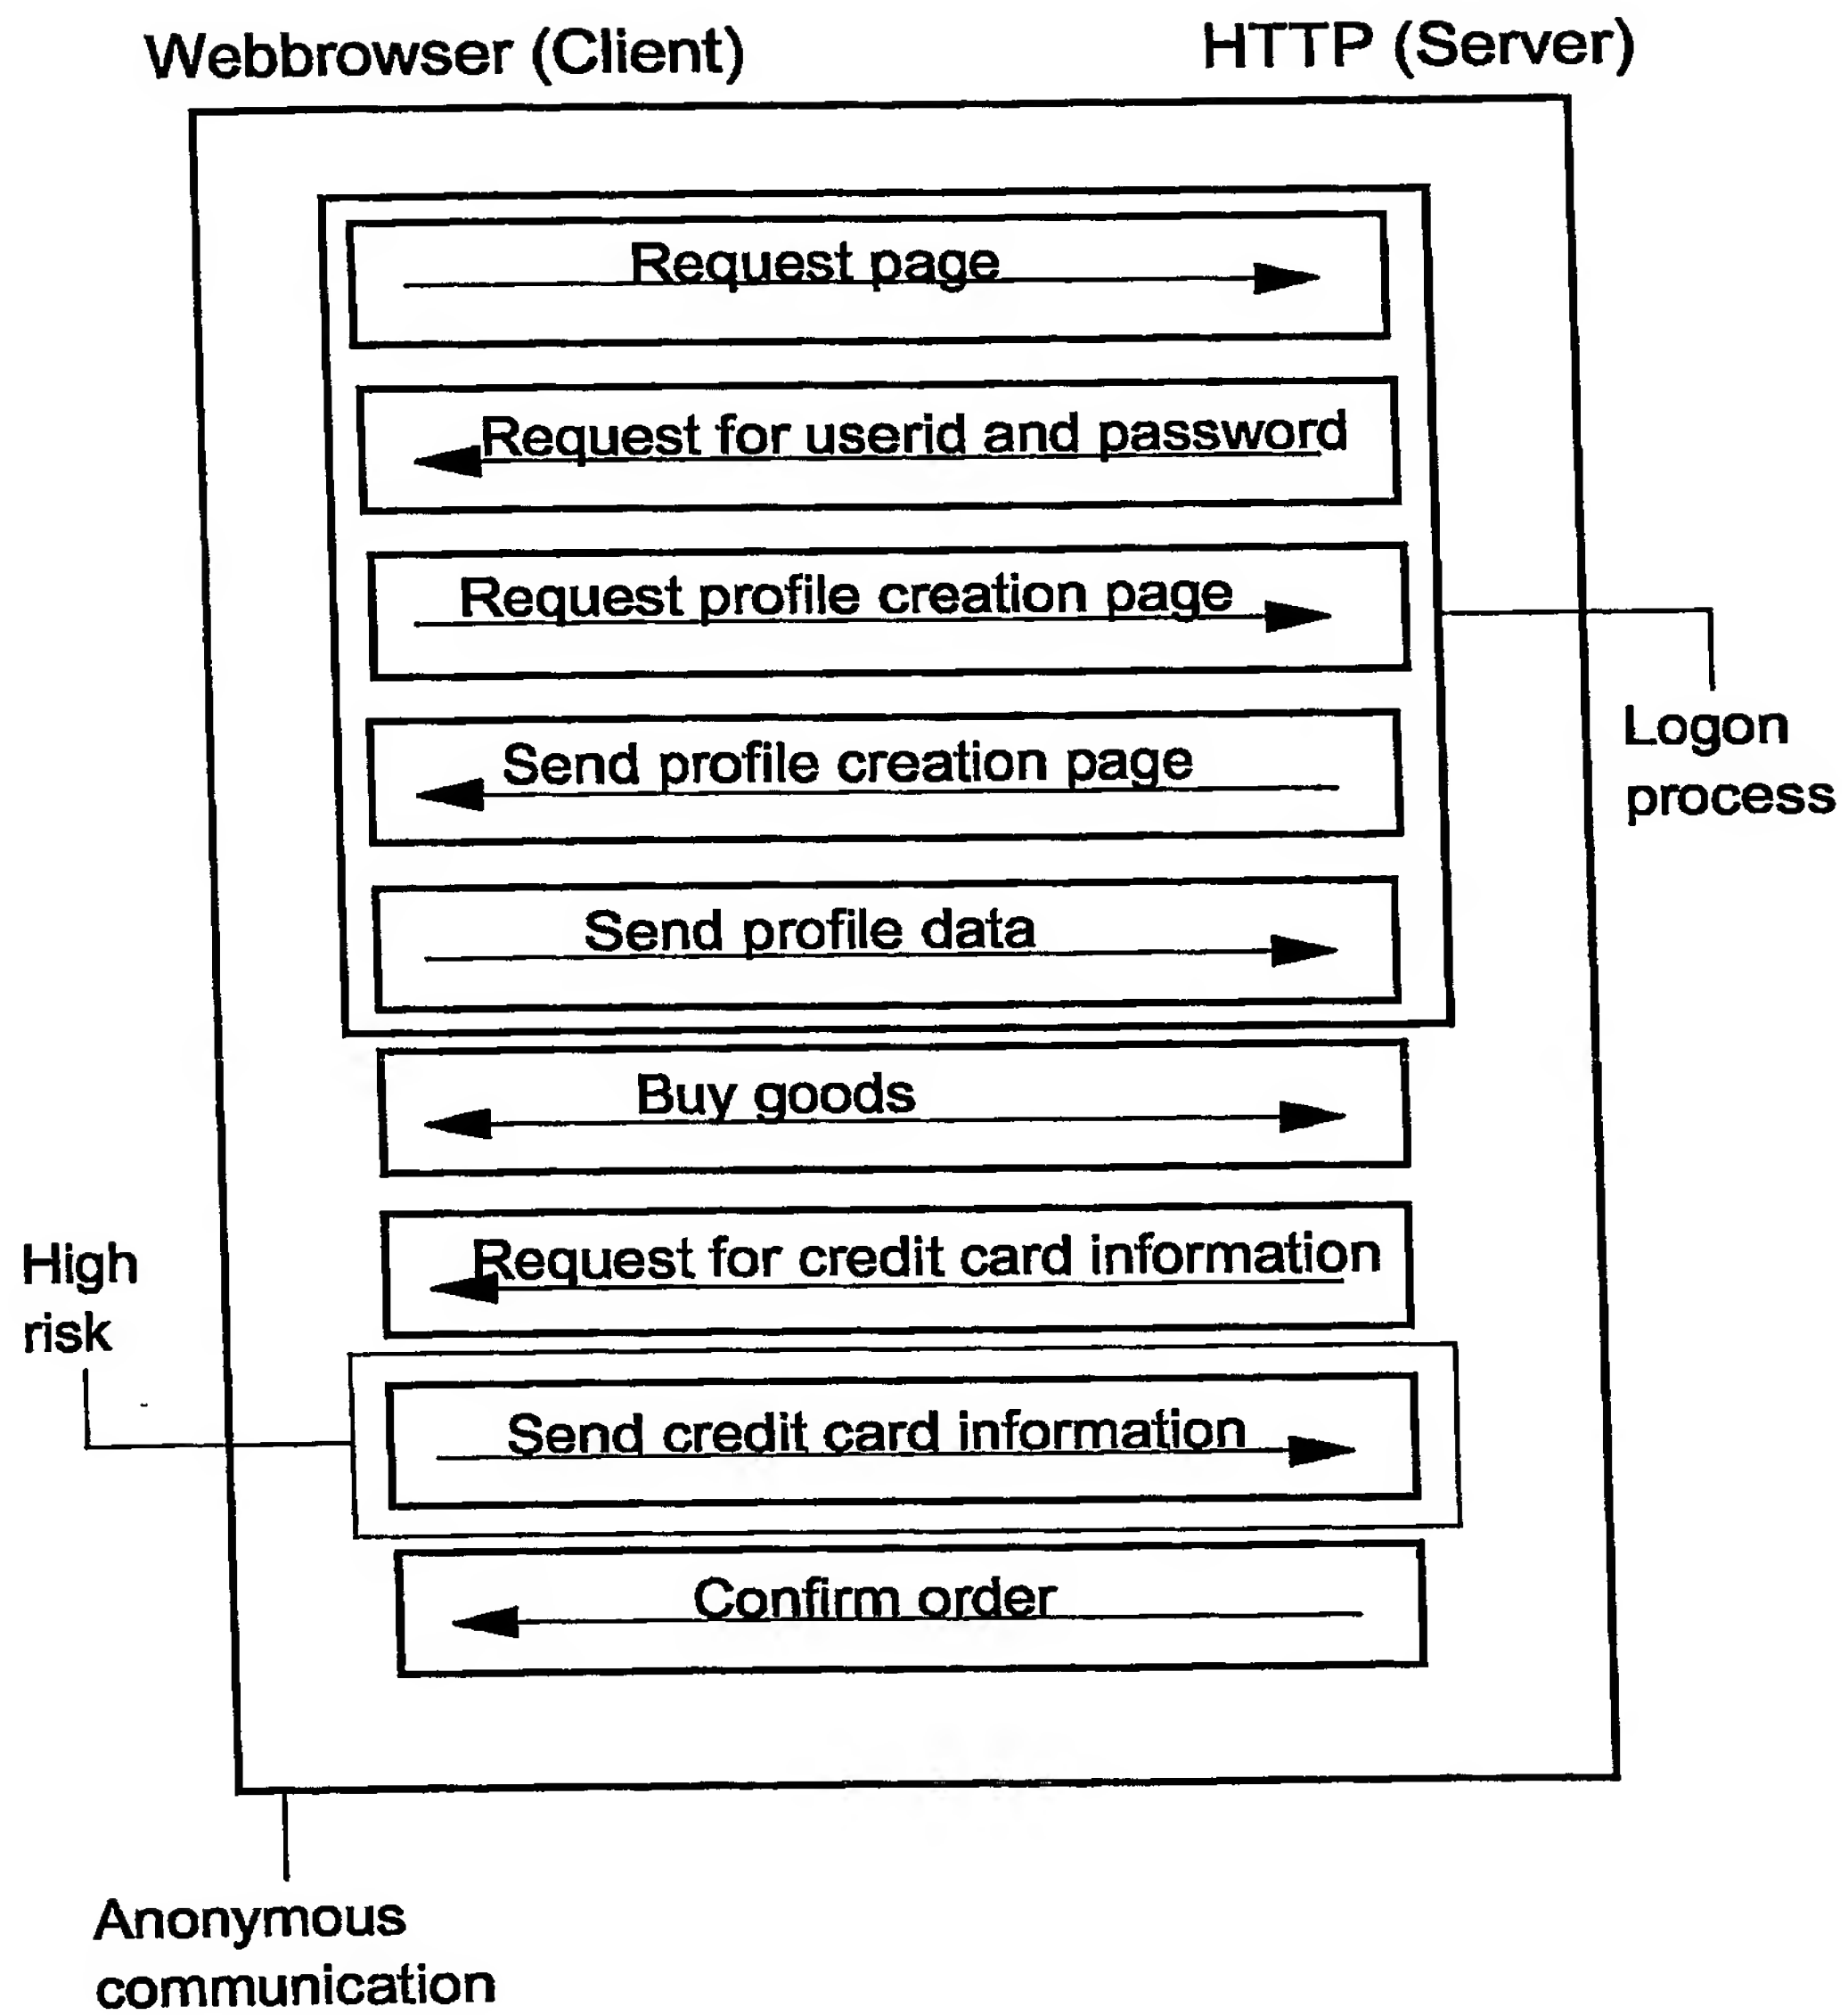 Webbrowser (Client)
HTTP (Server)
Request page
Request for userid and password
Request profile creation page
Send profile creation page
Logon
process
Send profile data
Buy goods
Request for credit card information
High
risk
Send credit card information
Confirm order
Anonymous
communication